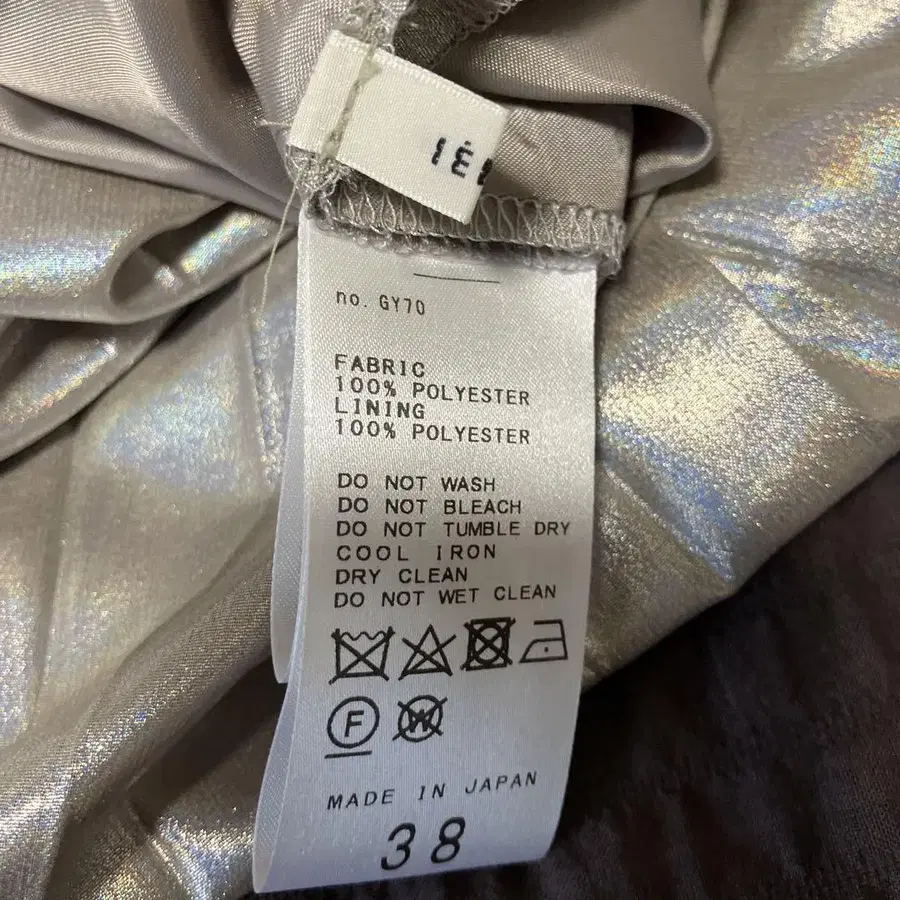 no. GY70
FABRIC
100% POLYESTER
LINING
100% POLYESTER
DO NOT WASH
DO NOT BLEACH
DO NOT TUMBLE DRY
COOL IRON
DRY CLEAN
DO NOT WET CLEAN
F W
MADE IN JAPAN
38